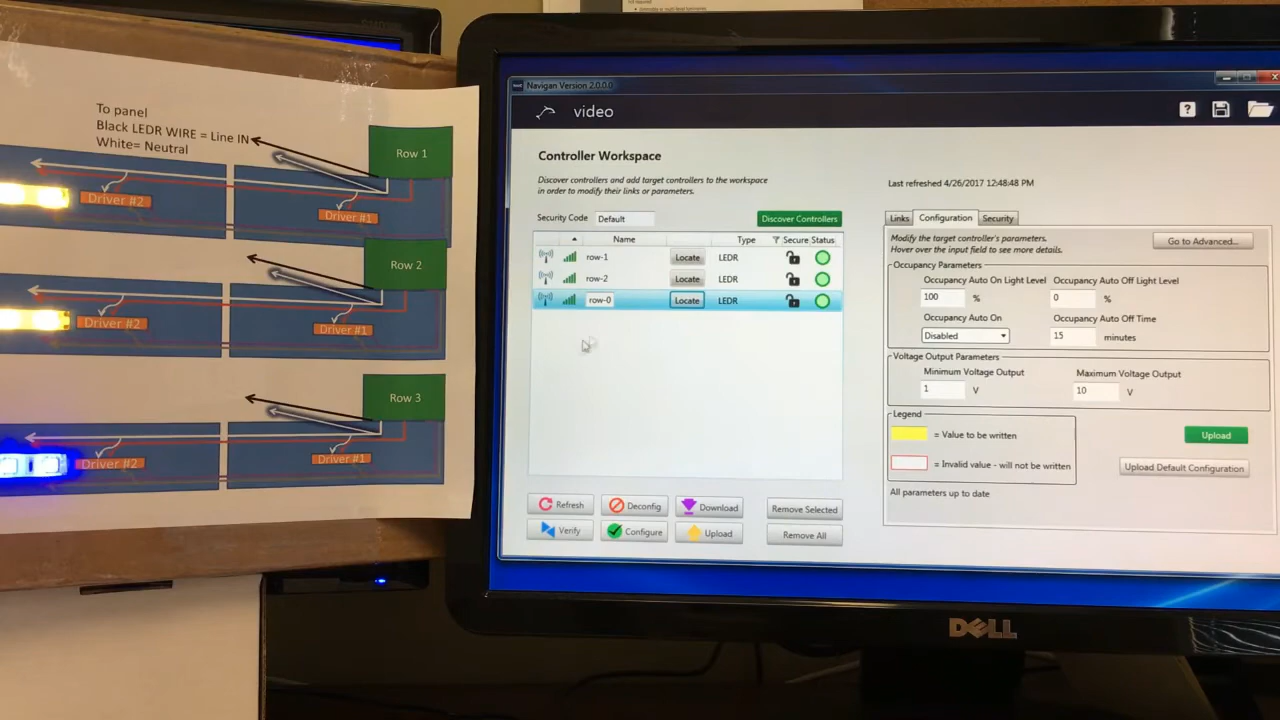 To panel
Black LEDR WIRE = Line IN
White= Neutral
Row 1
Driver #2
Driver #1
Row 2
Driver #2
Driver #1
Row 3
Driver #2
Driver #1
Navigan Version 2.0.0.0
video
?
Controller Workspace
Discover controllers and add target controllers to the workspace
in order to modify their links or parameters.
Security Code Default Discover Controllers
Name Type Secure Status
row-1 Locate LEDR
row-2 Locate LEDR
row-0 Locate LEDR
Refresh Deconfig Download Remove Selected
Verify Configure Upload Remove All
Last refreshed 4/26/2017 12:48:48 PM
Links Configuration Security
Modify the target controller's parameters.
Hover over the input field to see more details.
Go to Advanced...
Occupancy Parameters
Occupancy Auto On Light Level Occupancy Auto Off Light Level
100 % 0 %
Occupancy Auto On Occupancy Auto Off Time
Disabled 15 minutes
Voltage Output Parameters
Minimum Voltage Output Maximum Voltage Output
1 V 10 V
Legend
= Value to be written
= Invalid value - will not be written
Upload
Upload Default Configuration
All parameters up to date
DELL